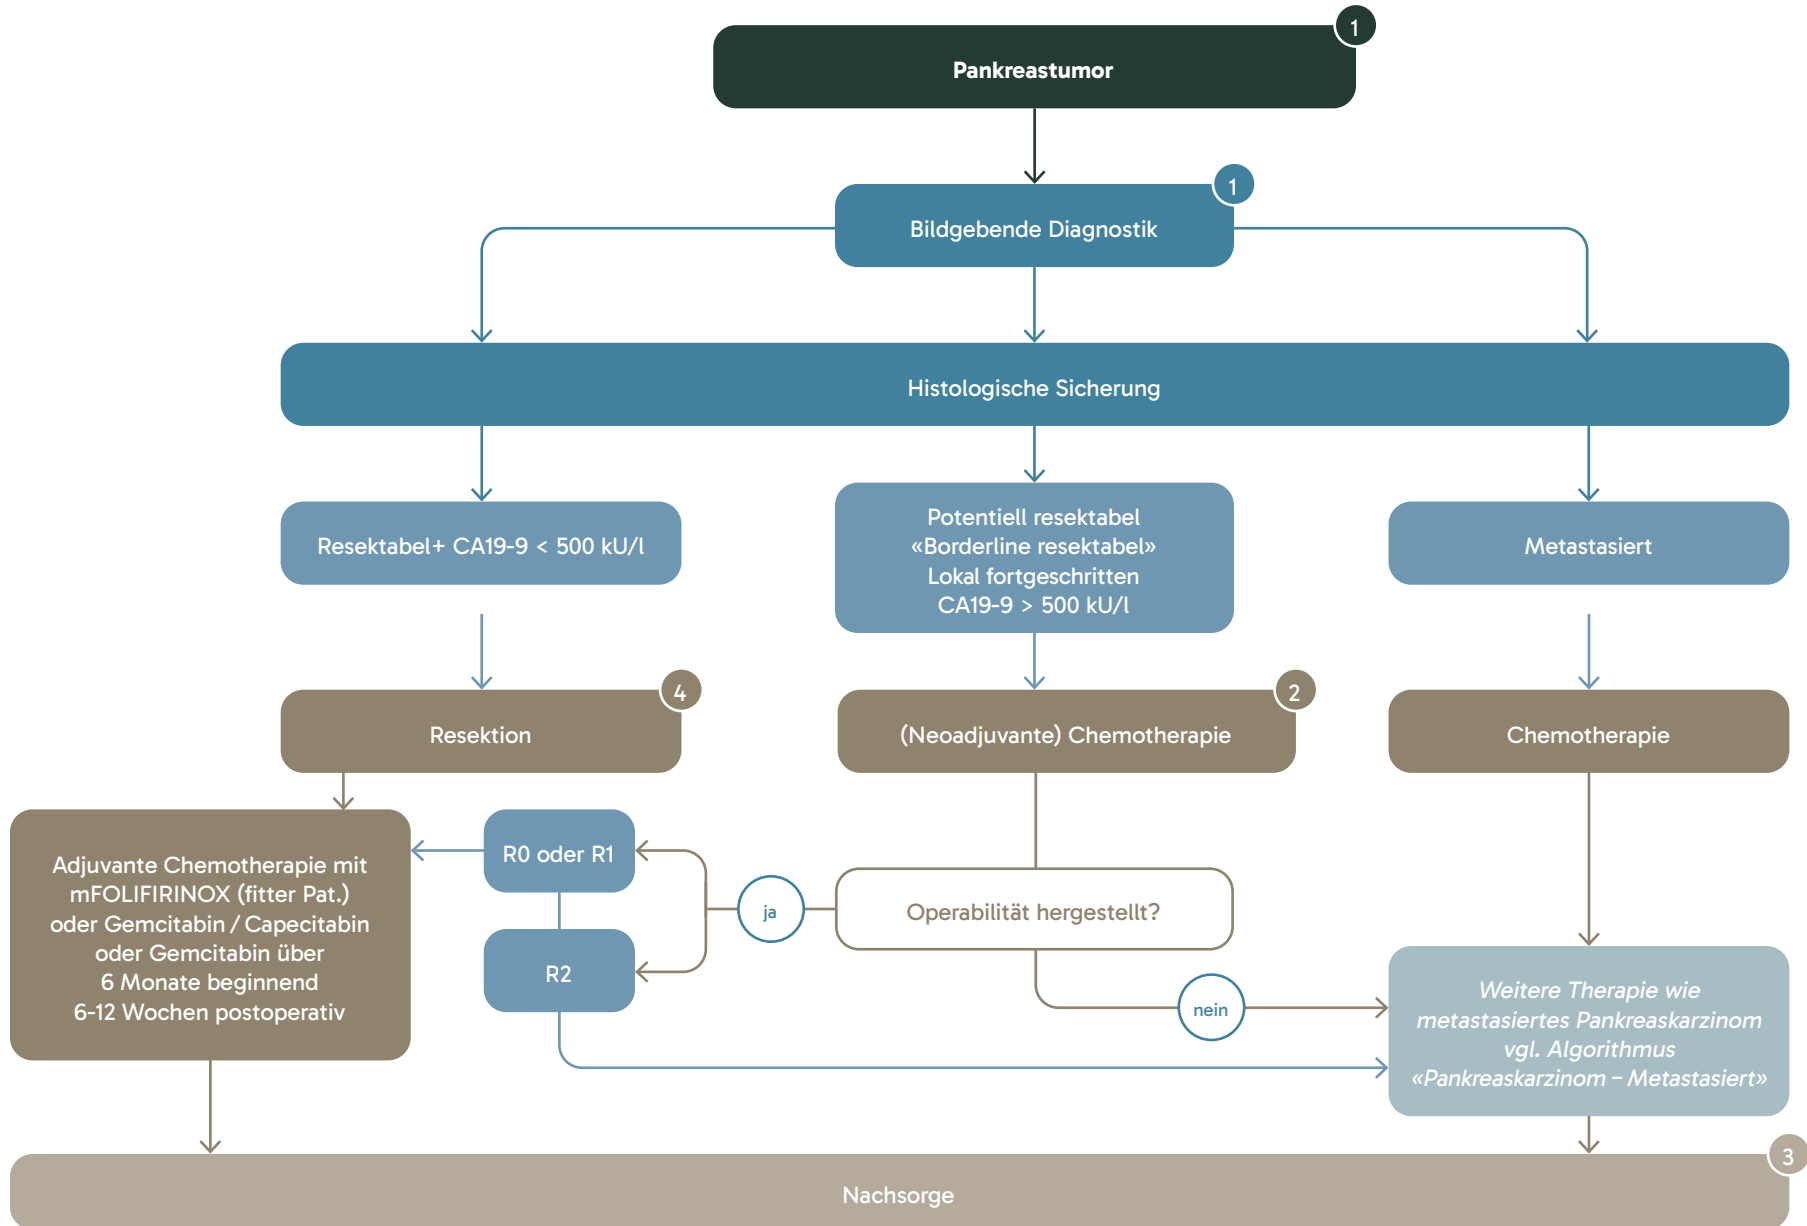 1
Pankreastumor
1
Bildgebende Diagnostik
Histologische Sicherung
Resektabel+ CA19-9 < 500 kU/l
Potentiell resektabel
«Borderline resektabel»
Lokal fortgeschritten
CA19-9 > 500 kU/l
Metastasiert
4
Resektion
2
(Neoadjuvante) Chemotherapie
Chemotherapie
Adjuvante Chemotherapie mit
mFOLIFIRINOX (fitter Pat.)
oder Gemcitabin / Capecitabin
oder Gemcitabin über
6 Monate beginnend
6-12 Wochen postoperativ
R0 oder R1
R2
ja
Operabilität hergestellt?
nein
Weitere Therapie wie
metastasiertes Pankreaskarzinom
vgl. Algorithmus
«Pankreaskarzinom – Metastasiert»
3
Nachsorge